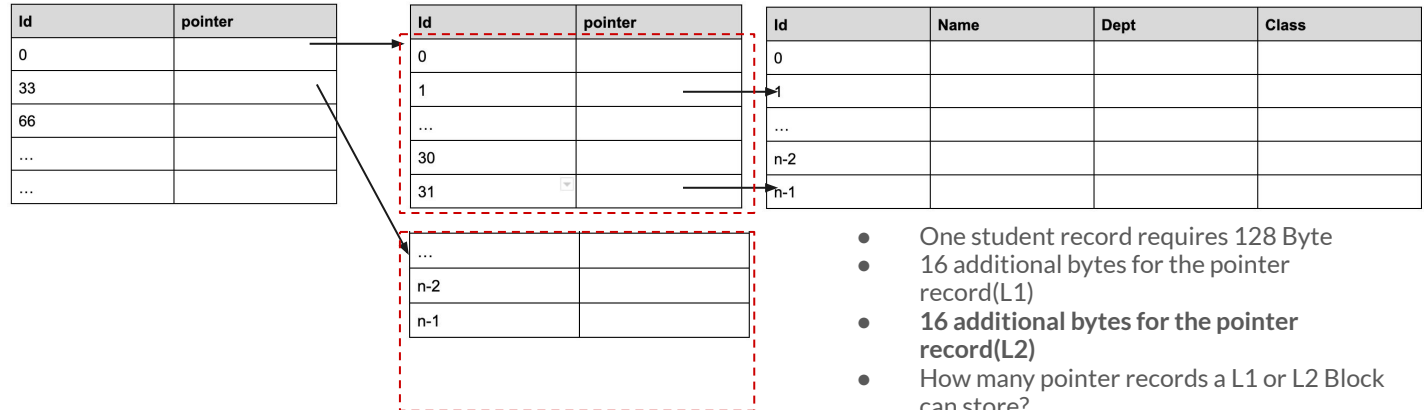 Id pointer
0
33
66
…
…
Id pointer
0
1
…
30
31
…
n-2
n-1
Id Name Dept Class
0
1
…
n-2
n-1
● One student record requires 128 Byte
● 16 additional bytes for the pointer
record(L1)
● 16 additional bytes for the pointer
record(L2)
● How many pointer records a L1 or L2 Block
can store?